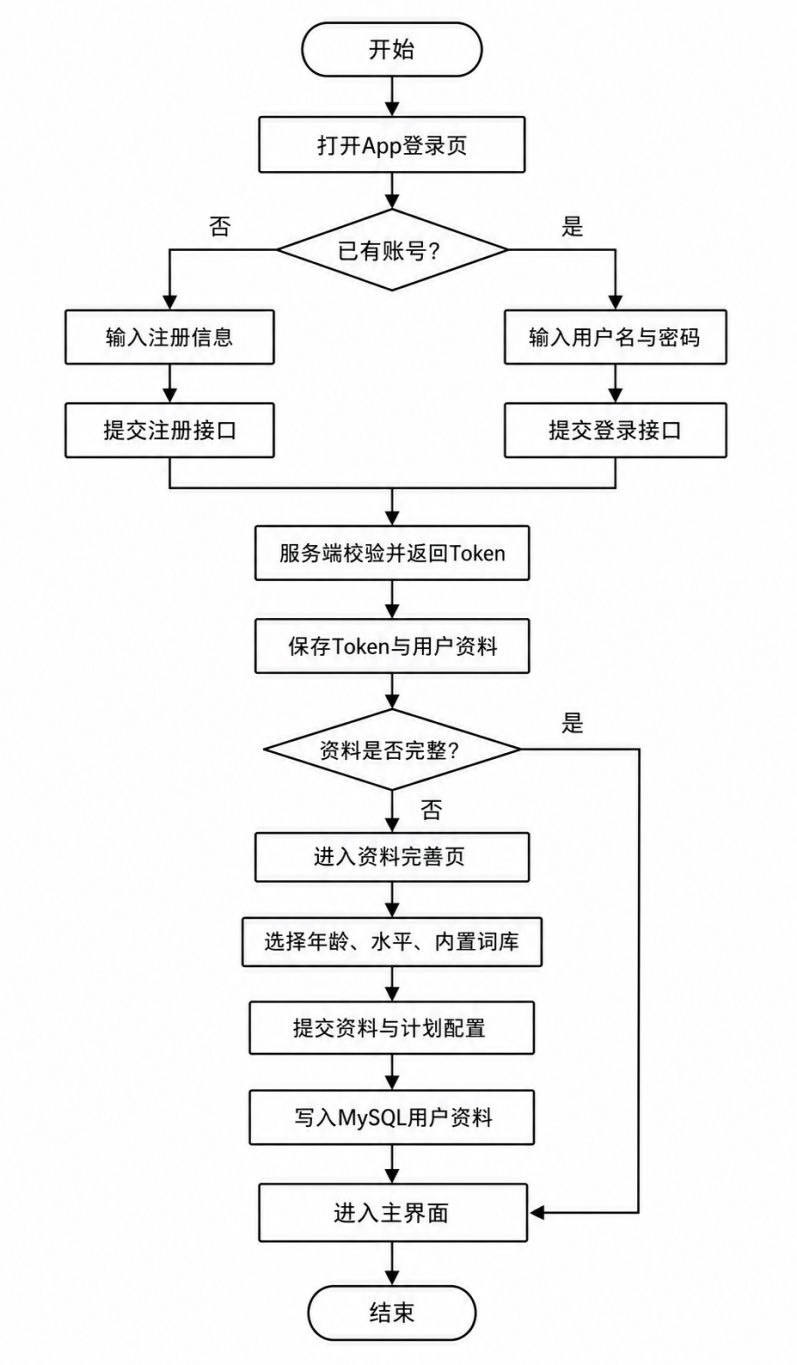 开始
打开App登录页
已有账号?
否
是
输入注册信息
输入用户名与密码
提交注册接口
提交登录接口
服务端校验并返回Token
保存Token与用户资料
资料是否完整?
是
否
进入资料完善页
选择年龄、水平、内置词库
提交资料与计划配置
写入MySQL用户资料
进入主界面
结束